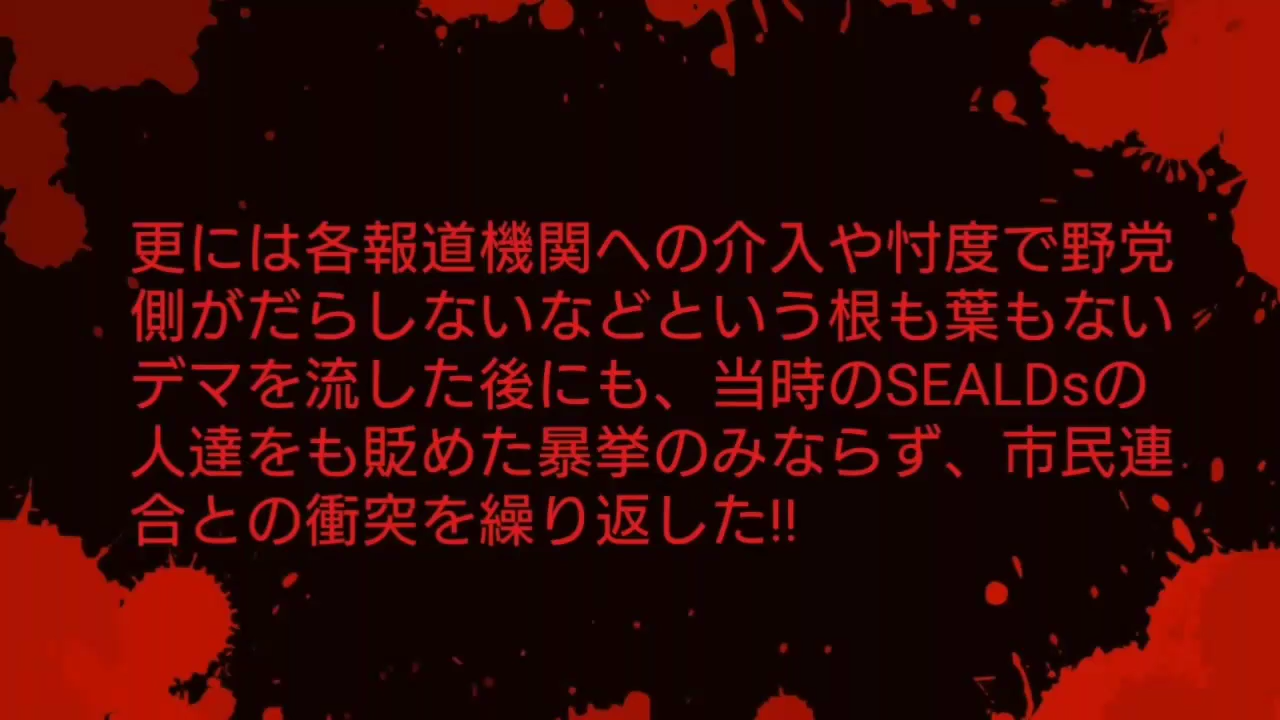 更には各報道機関への介入や忖度で野党
側がだらしないなどという根も葉もない
デマを流した後にも、当時のSEALDsの
人達をも貶めた暴挙のみならず、市民連
合との衝突を繰り返した!!